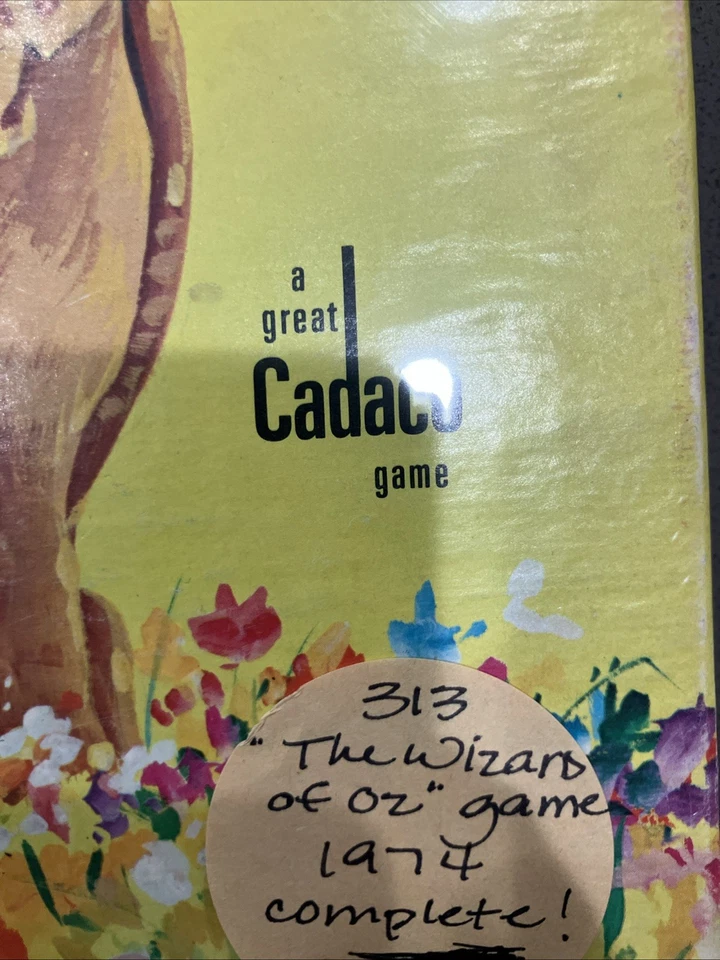 a
great
Cadaco
game
313
"The Wizard
of Oz" game
1974
complete!